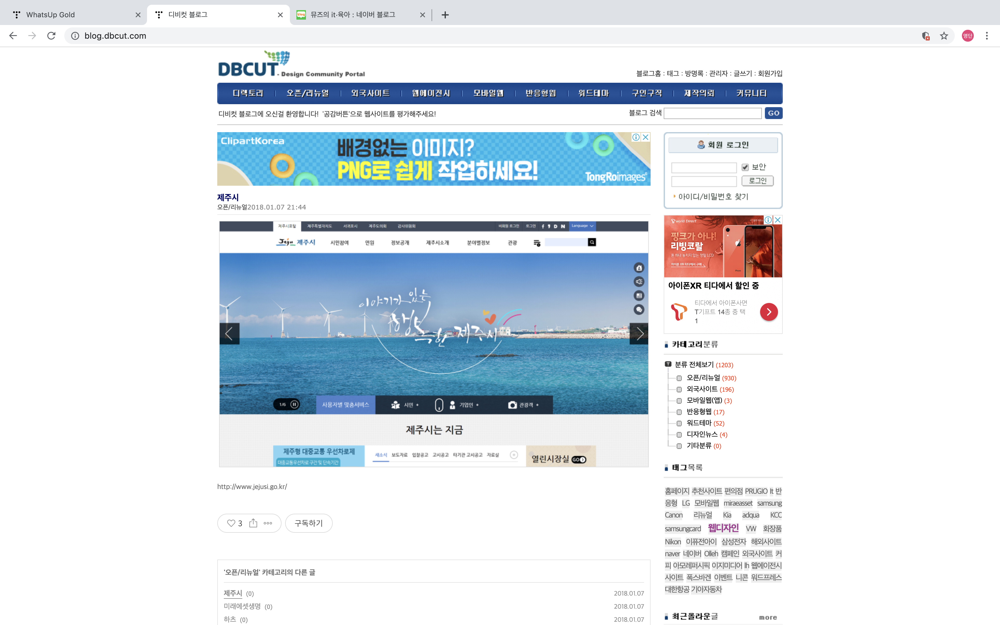 WhatsUp Gold
디비컷 블로그
뮤즈의 it·육아 : 네이버 블로그
blog.dbcut.com
영단
DBCUT - Design Community Portal
블로그홈 : 태그 : 방명록 : 관리자 : 글쓰기 : 회원가입
디렉토리 오픈/리뉴얼 외국사이트 웹에이전시 모바일웹 반응형웹 워드테마 구인구직 제작의뢰 커뮤니티
디비컷 블로그에 오신걸 환영합니다! '공감버튼'으로 웹사이트를 평가해주세요!
블로그 검색 GO
ClipartKorea
배경없는 이미지?
PNG로 쉽게 작업하세요!
TongRoimages
제주시
오픈/리뉴얼2018.01.07 21:44
제주시포털 제주특별자치도 서귀포시 제주도의회 감사위원회 비회원 로그인 로그인 Language
Jeju 제주시 시민참여 민원 정보공개 제주시소개 분야별정보 관광
이야기가 있는
행복한 제주시
1/6 사용자별 맞춤서비스 시민 + 기업인 + 관광객 +
제주시는 지금
제주형 대중교통 우선차로제
대중교통우선차로 구간 및 단속기간
새소식 보도자료 입찰공고 고시공고 타기관 고시공고 자료실
열린시장실 GO
http://www.jejusi.go.kr/
3
구독하기
'오픈/리뉴얼' 카테고리의 다른 글
제주시 (0) 2018.01.07
미래에셋생명 (0) 2018.01.07
하츠 (0) 2018.01.07
회원 로그인
보안
로그인
아이디/비밀번호 찾기
T world Direct
핑크가 아냐!
리빙코랄
톤 하나 놓치지 않는 정밀 LCD
아이폰 XR 티다에서 구매
iPhone
아이폰XR 티다에서 할인 중
티다에서 아이폰사면
T기프트 14종 중 택
1
카테고리분류
분류 전체보기 (1203)
오픈/리뉴얼 (930)
외국사이트 (196)
모바일웹(앱) (3)
반응형웹 (17)
워드테마 (52)
디자인뉴스 (4)
기타분류 (0)
태그목록
홈페이지 추천사이트 편의점 PRUGIO It 반
응형 LG 모바일웹 miraeasset samsung
Canon 리뉴얼 Kia adqua KCC
samsungcard 웹디자인 VW 화장품
Nikon 이퓨전아이 삼성전자 해외사이트
naver 네이버 Olleh 캠페인 외국사이트 커
피 아모레퍼시픽 이지미디어 lh 웹에이전시
사이트 폭스바겐 이벤트 니콘 워드프레스
대한항공 기아자동차
최근올라운글 more